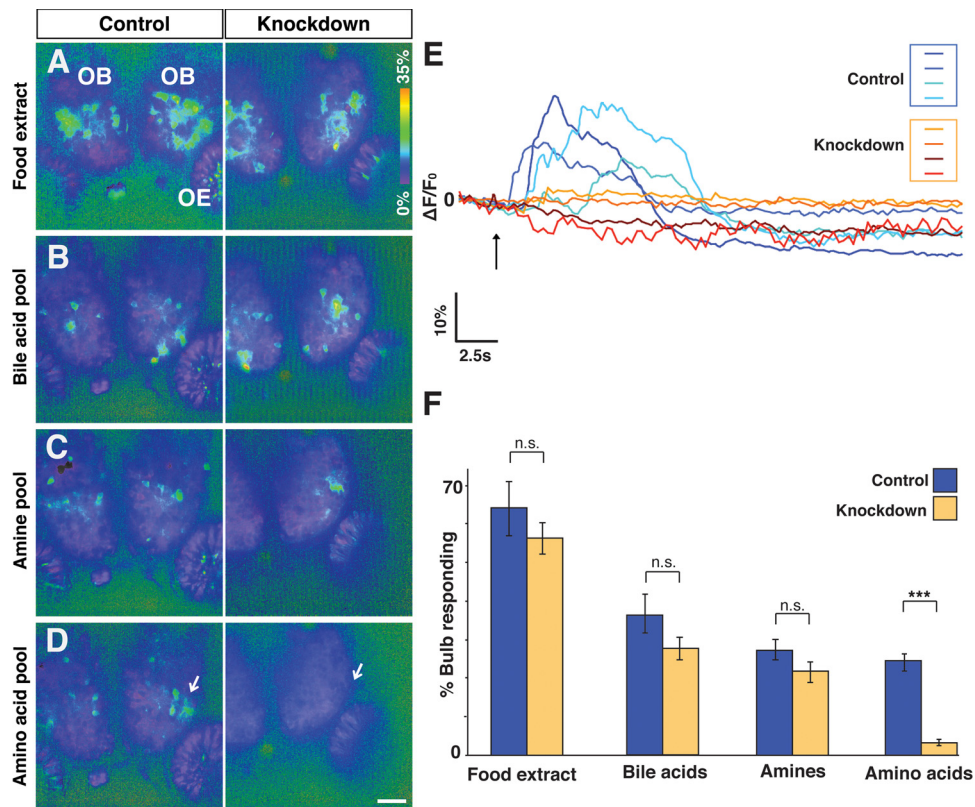 Control Knockdown
A OB OB OE 35% 0%
Food extract
B
Bile acid pool
C
Amine pool
D
Amino acid pool
E
Control
Knockdown
0
ΔF/F₀
10%
2.5s
F
n.s. n.s. n.s. ***
Control
Knockdown
70
% Bulb responding
0
Food extract Bile acids Amines Amino acids